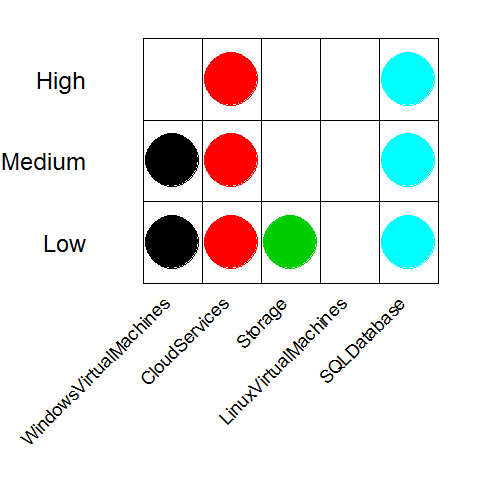 High
Medium
Low
WindowsVirtualMachines
CloudServices
Storage
LinuxVirtualMachines
SQLDatabase